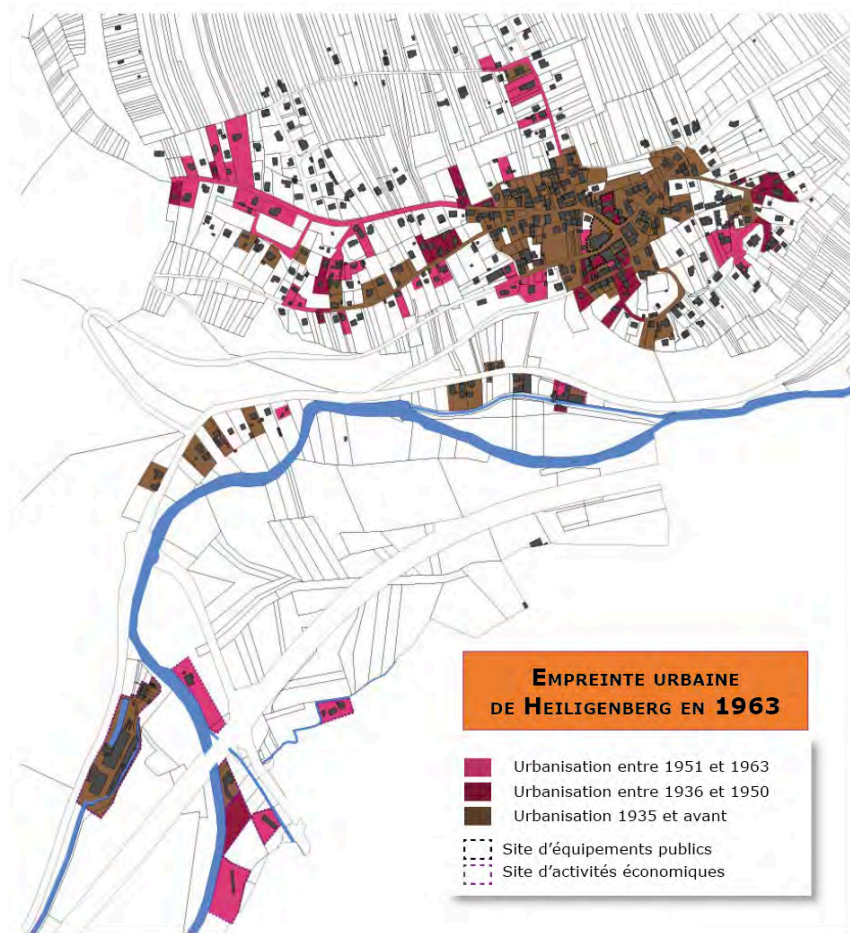 EMPREINTE URBAINE
DE HEILIGENBERG EN 1963
Urbanisation entre 1951 et 1963
Urbanisation entre 1936 et 1950
Urbanisation 1935 et avant
Site d'équipements publics
Site d'activités économiques